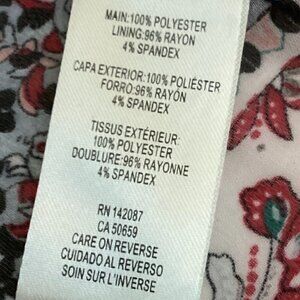 MAIN:100% POLYESTER
LINING:96% RAYON
4% SPANDEX
CAPA EXTERIOR:100% POLIÉSTER
FORRO:96% RAYÓN
4% SPANDEX
TISSUS EXTÉRIEUR:
100% POLYESTER
DOUBLURE:96% RAYONNE
4% SPANDEX
RN 142087
CA 50659
CARE ON REVERSE
CUIDADO AL REVERSO
SOIN SUR L'INVERSE